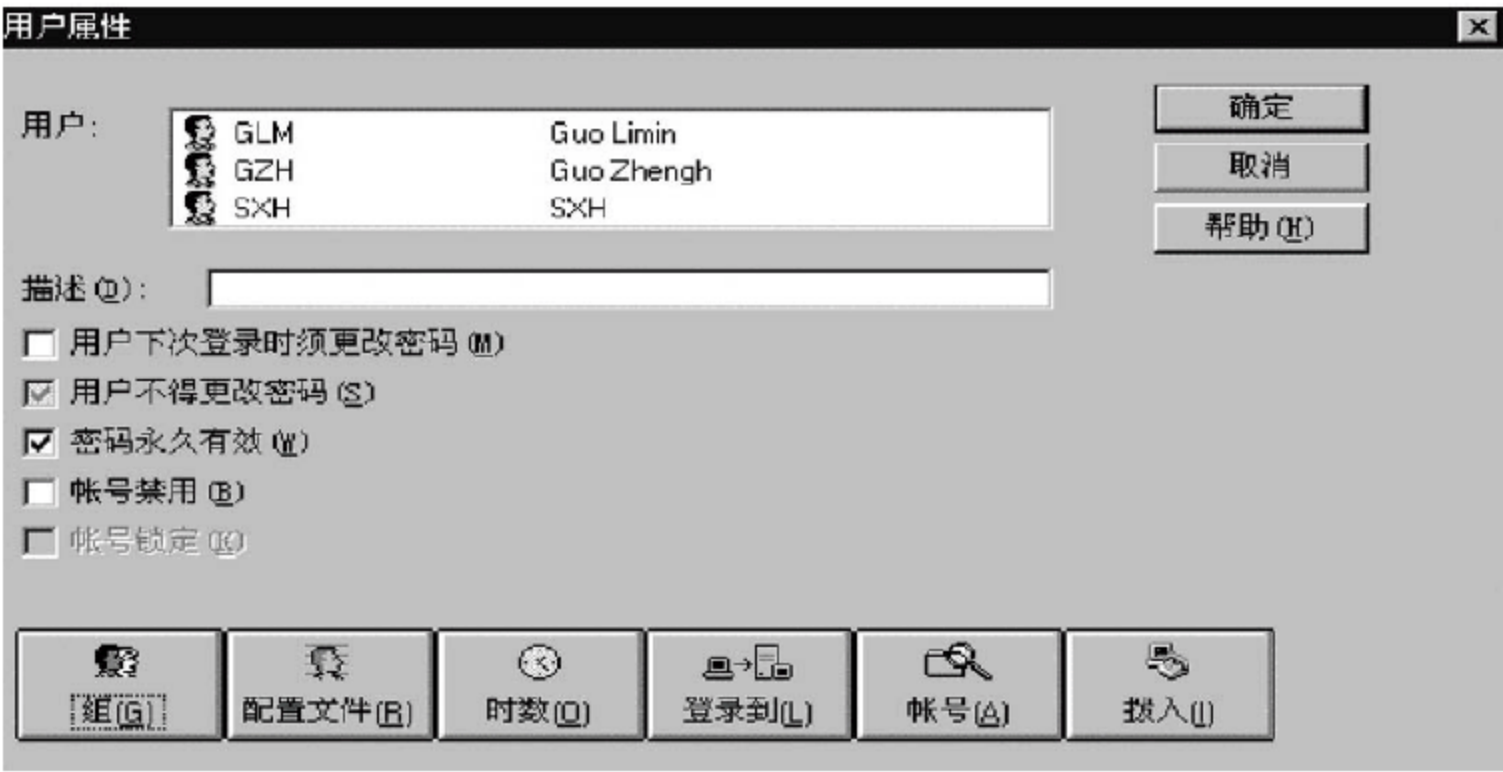 用户属性
用户:
GLM Guo Limin
GZH Guo Zhengh
SXH SXH
确定
取消
帮助(H)
描述(D):
用户下次登录时须更改密码(M)
用户不得更改密码(S)
密码永久有效(W)
帐号禁用(B)
帐号锁定(K)
组(G) 配置文件(R) 时数(O) 登录到(L) 帐号(A) 拨入(I)